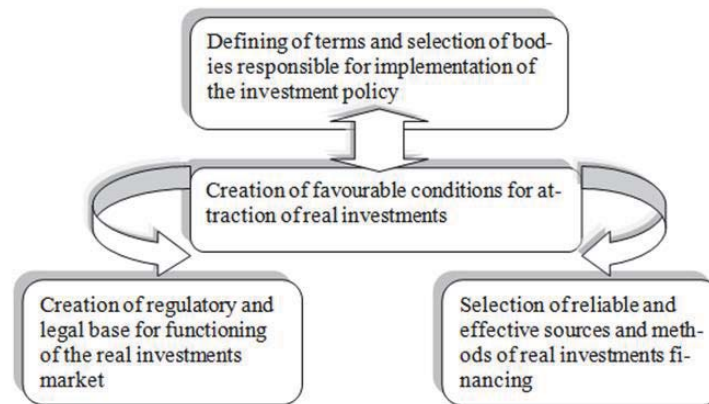 Defining of terms and selection of bod-
ies responsible for implementation of
the investment policy
Creation of favourable conditions for at-
traction of real investments
Creation of regulatory and
legal base for functioning
of the real investments
market
Selection of reliable and
effective sources and meth-
ods of real investments fi-
nancing